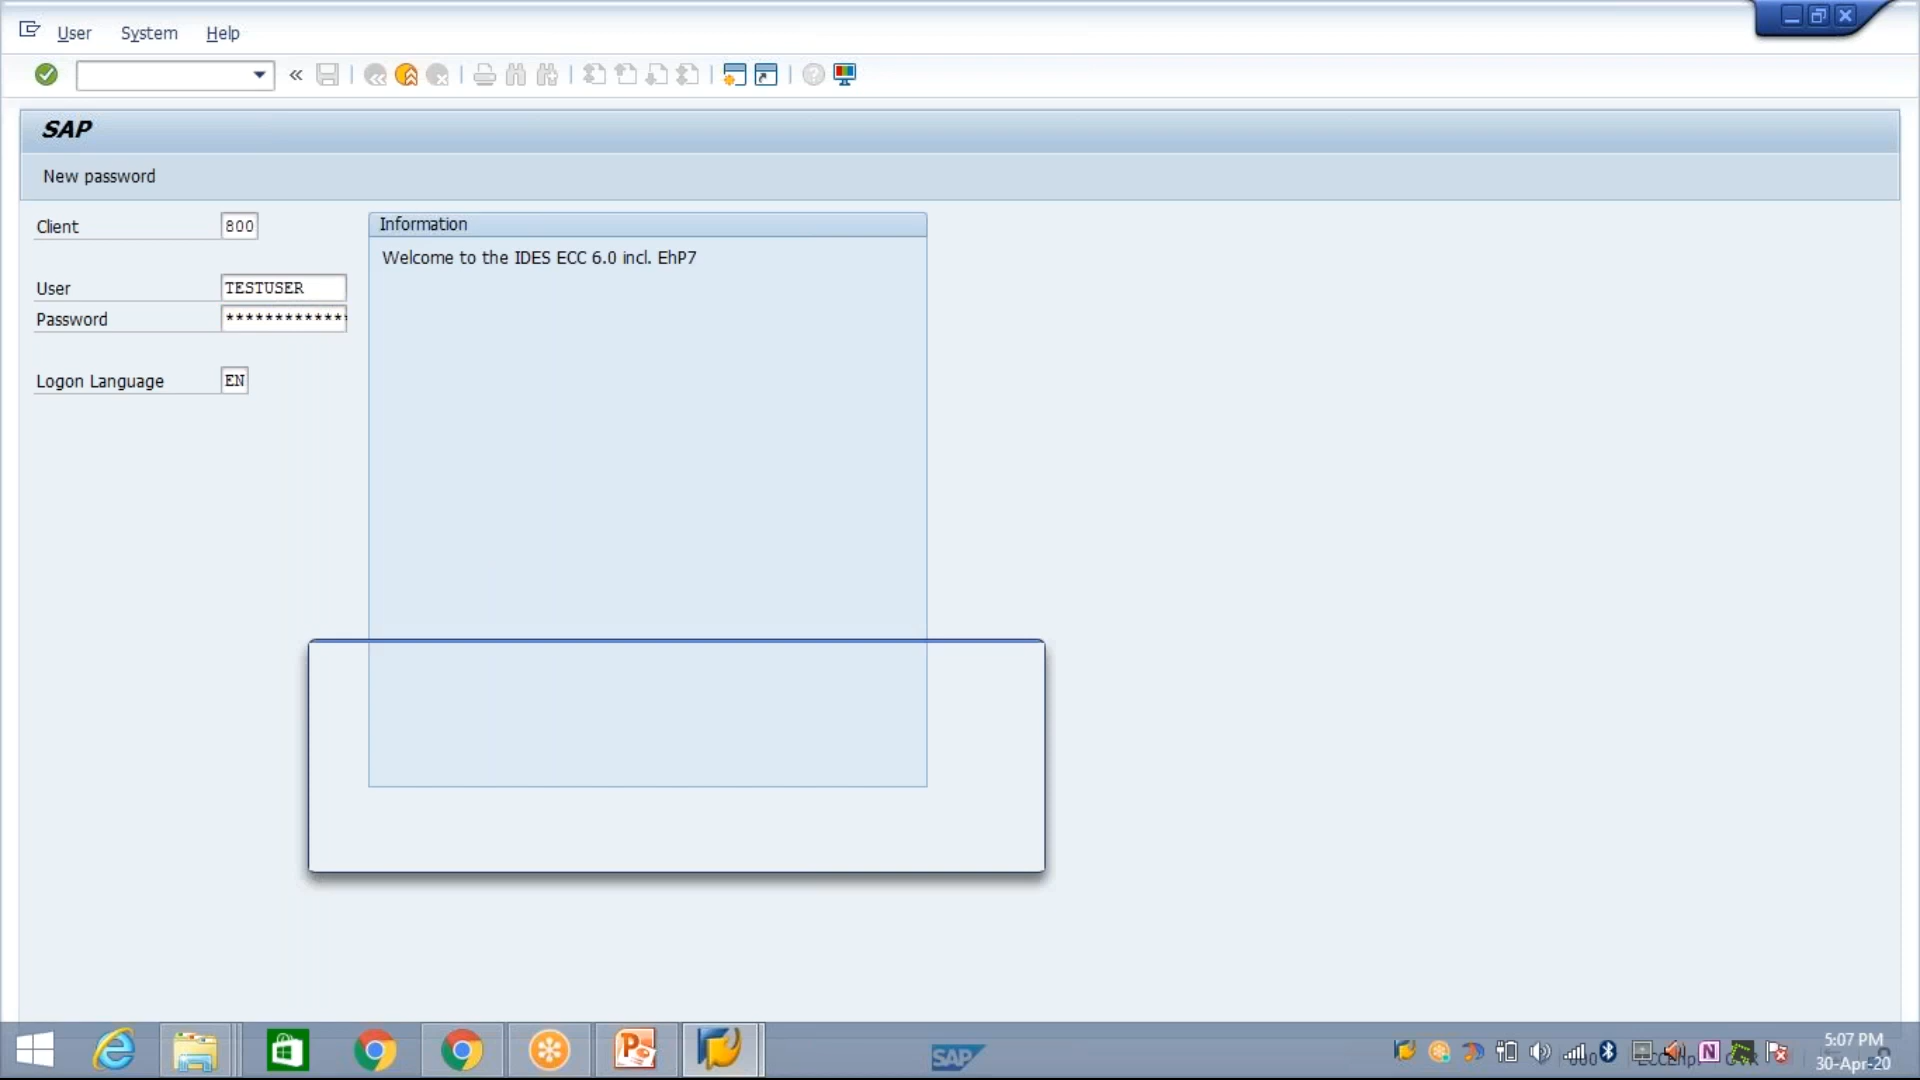 User System Help
SAP
New password
Client 800
Information
Welcome to the IDES ECC 6.0 incl. EhP7
User TESTUSER
Password *************
Logon Language EN
SAP
5:07 PM
30-Apr-20